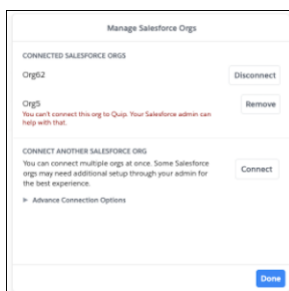 Manage Salesforce Orgs
CONNECTED SALESFORCE ORGS
Org62
Disconnect
Org5
Remove
You can't connect this org to Quip. Your Salesforce admin can
help with that.
CONNECT ANOTHER SALESFORCE ORG
You can connect multiple orgs at once. Some Salesforce
orgs may need additional setup through your admin for
the best experience.
Connect
▶ Advance Connection Options
Done